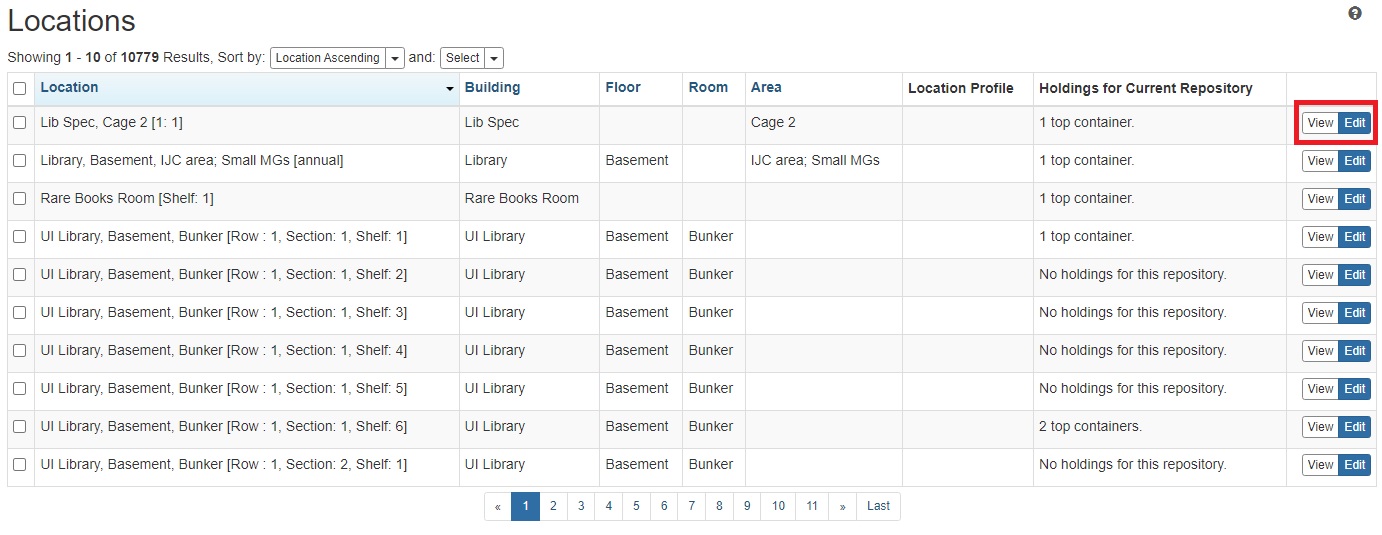 Locations
Showing 1 - 10 of 10779 Results, Sort by: Location Ascending and: Select
Location Building Floor Room Area Location Profile Holdings for Current Repository
Lib Spec, Cage 2 [1: 1] Lib Spec Cage 2 1 top container. View Edit
Library, Basement, IJC area; Small MGs [annual] Library Basement IJC area; Small MGs 1 top container. View Edit
Rare Books Room [Shelf: 1] Rare Books Room 1 top container. View Edit
UI Library, Basement, Bunker [Row : 1, Section: 1, Shelf: 1] UI Library Basement Bunker 1 top container. View Edit
UI Library, Basement, Bunker [Row : 1, Section: 1, Shelf: 2] UI Library Basement Bunker No holdings for this repository. View Edit
UI Library, Basement, Bunker [Row : 1, Section: 1, Shelf: 3] UI Library Basement Bunker No holdings for this repository. View Edit
UI Library, Basement, Bunker [Row : 1, Section: 1, Shelf: 4] UI Library Basement Bunker No holdings for this repository. View Edit
UI Library, Basement, Bunker [Row : 1, Section: 1, Shelf: 5] UI Library Basement Bunker No holdings for this repository. View Edit
UI Library, Basement, Bunker [Row : 1, Section: 1, Shelf: 6] UI Library Basement Bunker 2 top containers. View Edit
UI Library, Basement, Bunker [Row : 1, Section: 2, Shelf: 1] UI Library Basement Bunker No holdings for this repository. View Edit
« 1 2 3 4 5 6 7 8 9 10 11 » Last